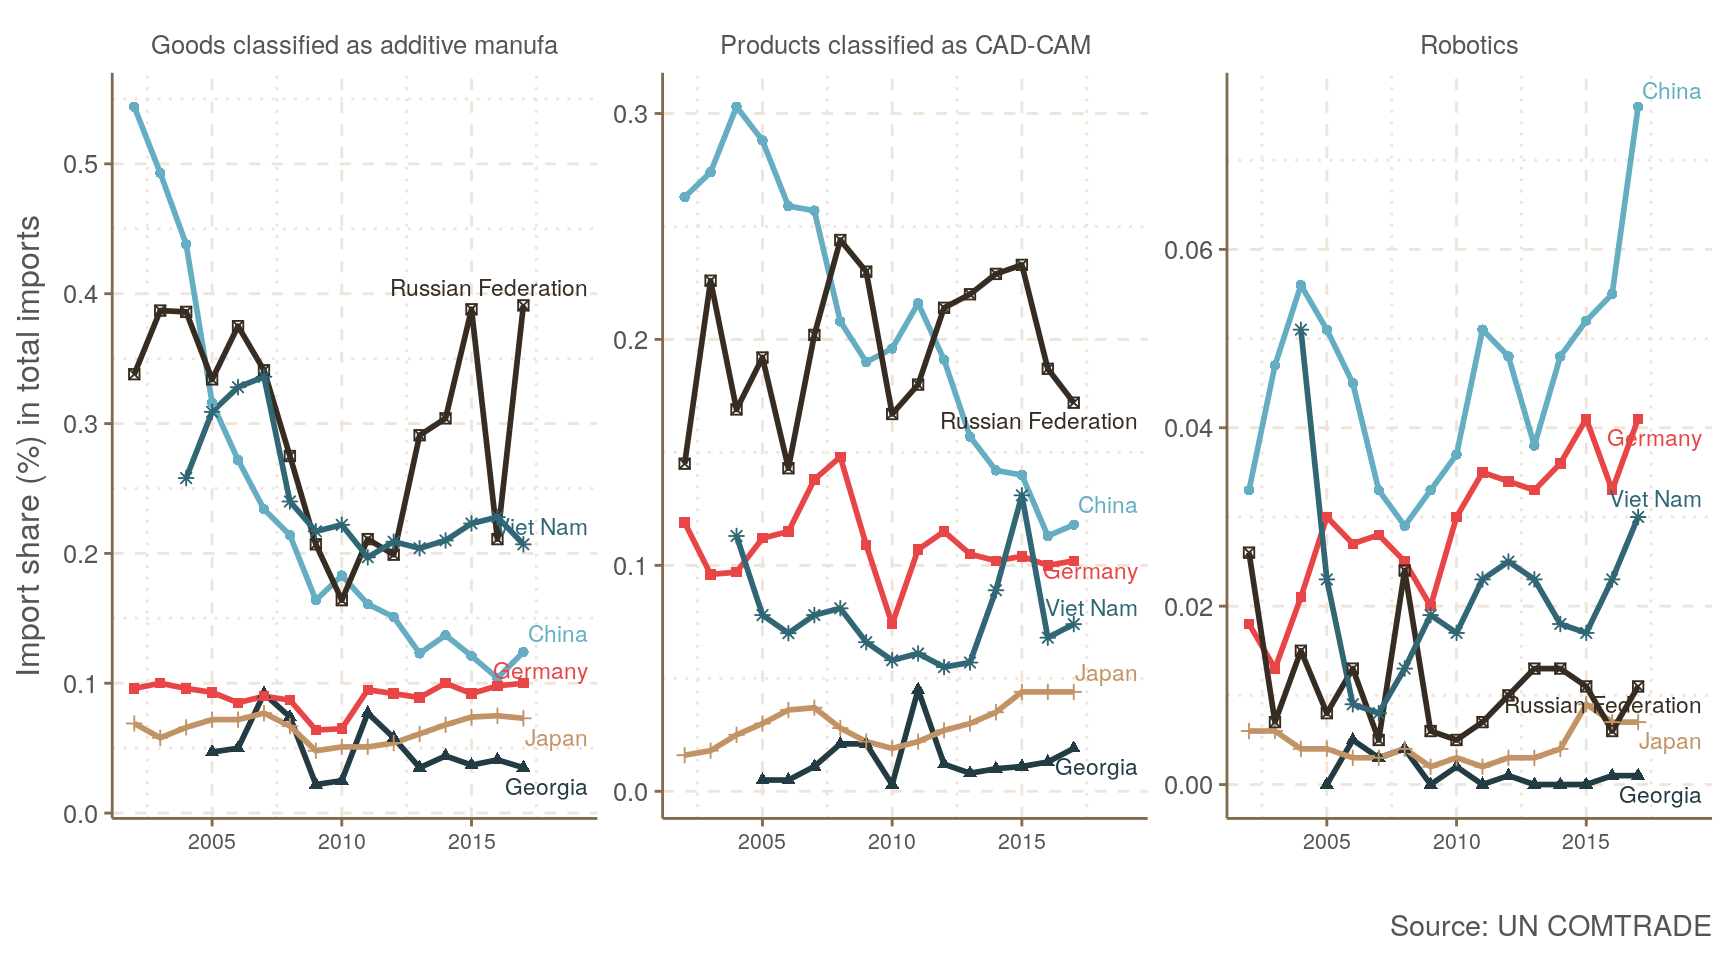 Goods classified as additive manufa
Products classified as CAD-CAM
Robotics
Import share (%) in total imports
0.5
0.4
0.3
0.2
0.1
0.0
Russian Federation
Viet Nam
China
Germany
Japan
Georgia
2005
2010
2015
0.3
0.2
0.1
0.0
Russian Federation
China
Germany
Viet Nam
Japan
Georgia
2005
2010
2015
0.06
0.04
0.02
0.00
China
Germany
Viet Nam
Russian Federation
Japan
Georgia
2005
2010
2015
Source: UN COMTRADE